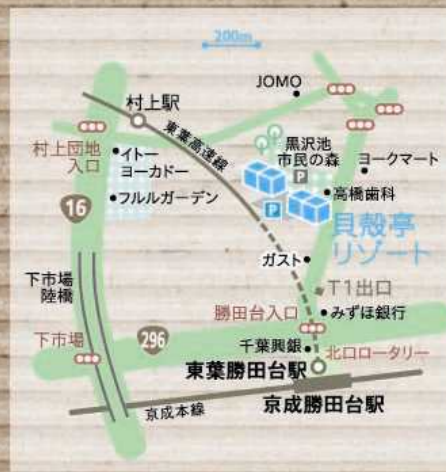 200m
JOMO
村上駅
東葉高速線
黒沢池
市民の森
ヨークマート
村上団地
入口
イトー
ヨーカドー
P
高橋歯科
フルルガーデン
16
P
貝殻亭
リゾート
ガスト
下市場
陸橋
T1出口
勝田台入口
みずほ銀行
下市場
296
千葉興銀
北口ロータリー
東葉勝田台駅
京成勝田台駅
京成本線